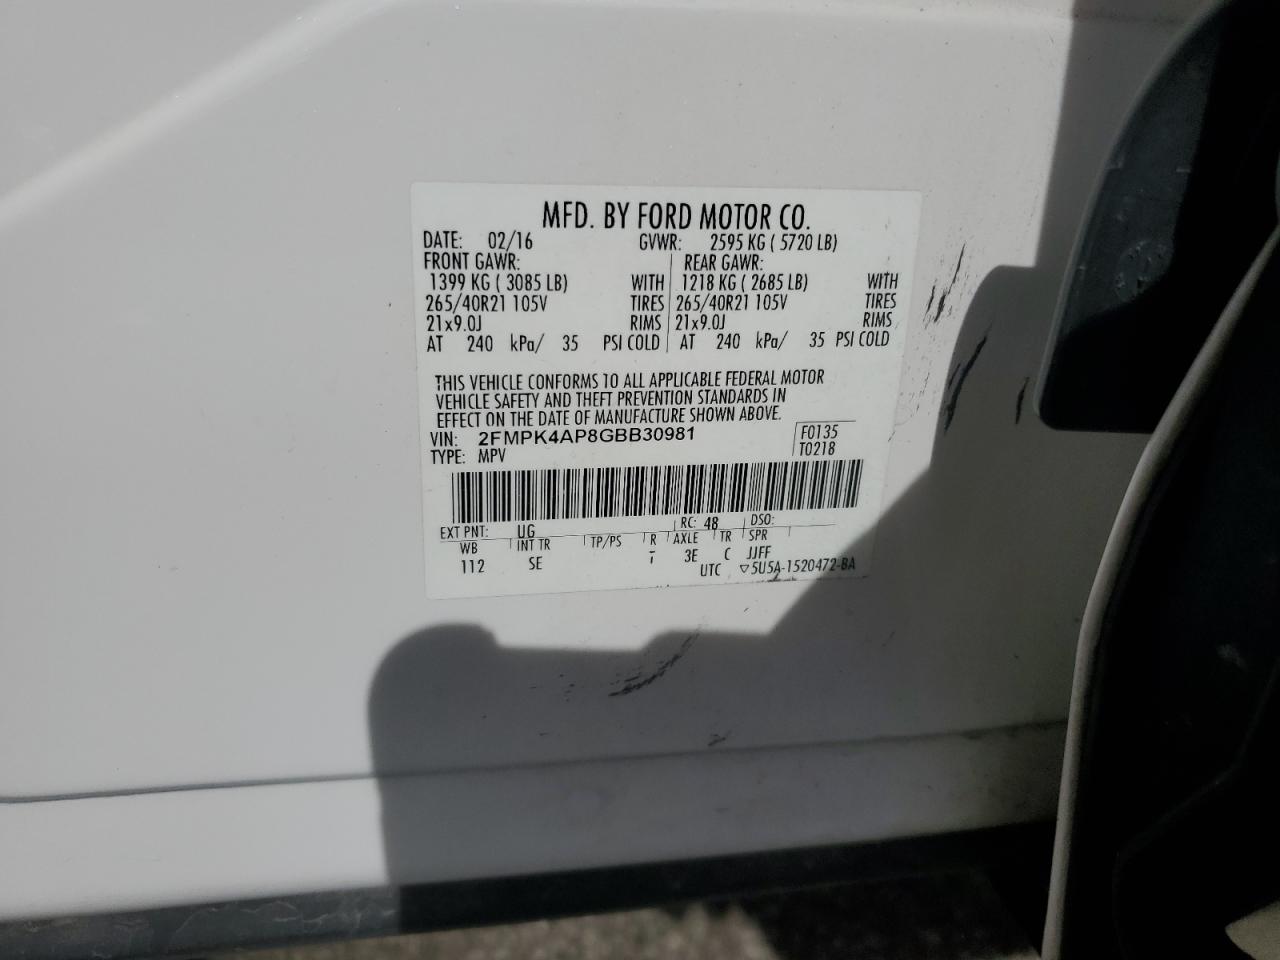 MFD. BY FORD MOTOR CO.
DATE: 02/16 GVWR: 2595 KG ( 5720 LB)
FRONT GAWR: REAR GAWR:
1399 KG ( 3085 LB) WITH 1218 KG ( 2685 LB) WITH
265/40R21 105V TIRES 265/40R21 105V TIRES
21x9.0J RIMS 21x9.0J RIMS
AT 240 kPa/ 35 PSI COLD AT 240 kPa/ 35 PSI COLD
THIS VEHICLE CONFORMS TO ALL APPLICABLE FEDERAL MOTOR
VEHICLE SAFETY AND THEFT PREVENTION STANDARDS IN
EFFECT ON THE DATE OF MANUFACTURE SHOWN ABOVE.
VIN: 2FMPK4AP8GBB30981 F0135
TYPE: MPV T0218
EXT PNT: UG RC: 48 DSO:
WB INT TR TP/PS R AXLE TR SPR
112 SE T 3E C JJFF
UTC ▽5U5A-1520472-BA